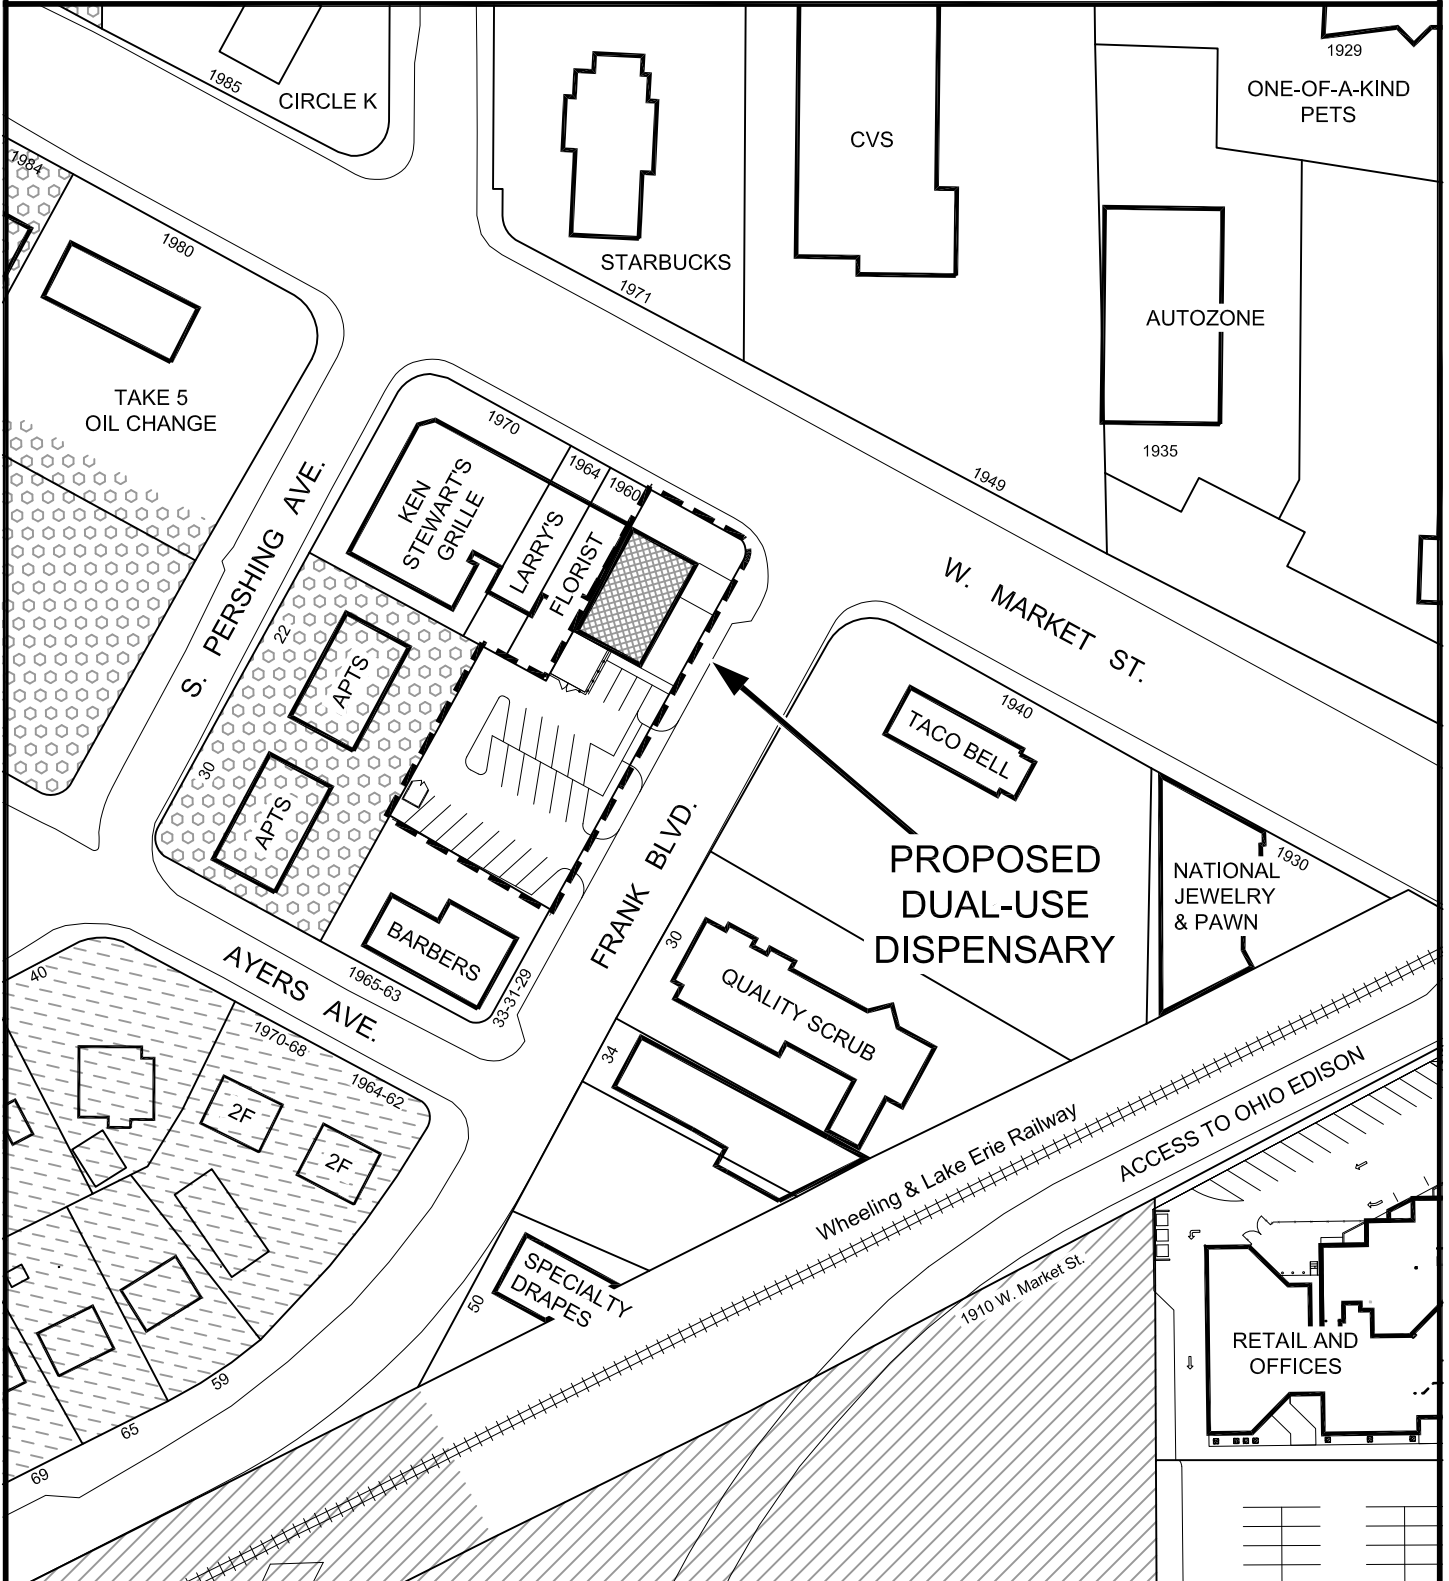 1929
ONE-OF-A-KIND
PETS
1985
CIRCLE K
CVS
1984
1980
STARBUCKS
1971
AUTOZONE
TAKE 5
OIL CHANGE
1970
1964
1960
1935
1949
KEN
STEWART'S
GRILLE
LARRY'S
FLORIST
S. PERSHING AVE.
W. MARKET ST.
22
APTS
30
APTS
1940
TACO BELL
PROPOSED
DUAL-USE
DISPENSARY
1930
NATIONAL
JEWELRY
& PAWN
FRANK BLVD.
BARBERS
1965-63
33-31-29
30
QUALITY SCRUB
34
AYERS AVE.
40
1970-68
1964-62
2F
2F
Wheeling & Lake Erie Railway
ACCESS TO OHIO EDISON
1910 W. Market St.
SPECIALTY
DRAPES
50
RETAIL AND
OFFICES
59
65
69